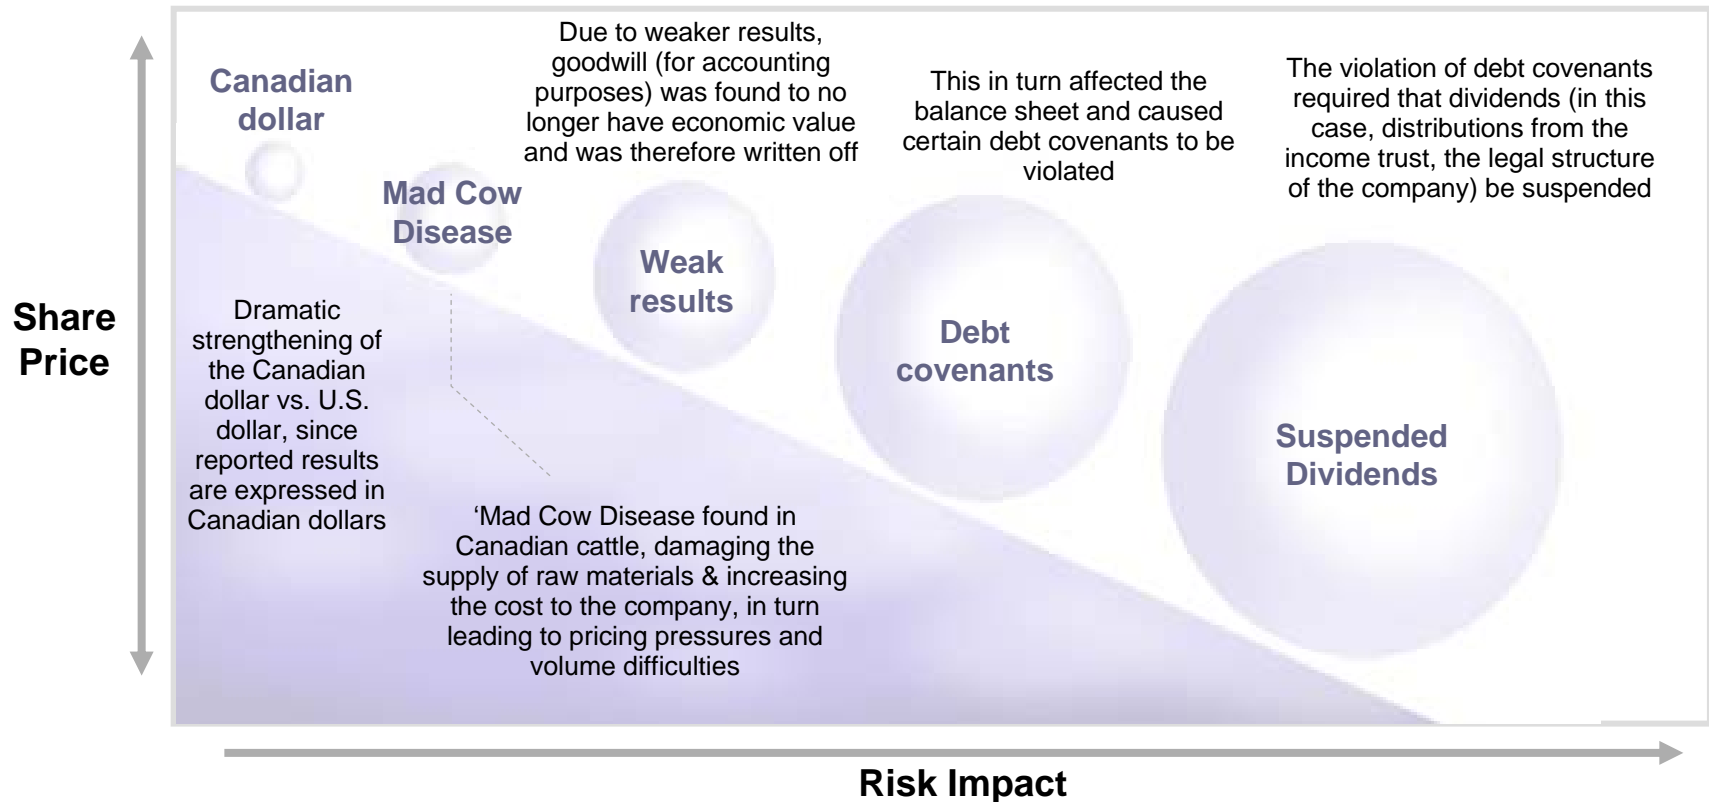 Canadian
dollar
Due to weaker results,
goodwill (for accounting
purposes) was found to no
longer have economic value
and was therefore written off
This in turn affected the
balance sheet and caused
certain debt covenants to be
violated
The violation of debt covenants
required that dividends (in this
case, distributions from the
income trust, the legal structure
of the company) be suspended
Mad Cow
Disease
Weak
results
Debt
covenants
Suspended
Dividends
Share
Price
Dramatic
strengthening of
the Canadian
dollar vs. U.S.
dollar, since
reported results
are expressed in
Canadian dollars
‘Mad Cow Disease found in
Canadian cattle, damaging the
supply of raw materials & increasing
the cost to the company, in turn
leading to pricing pressures and
volume difficulties
Risk Impact